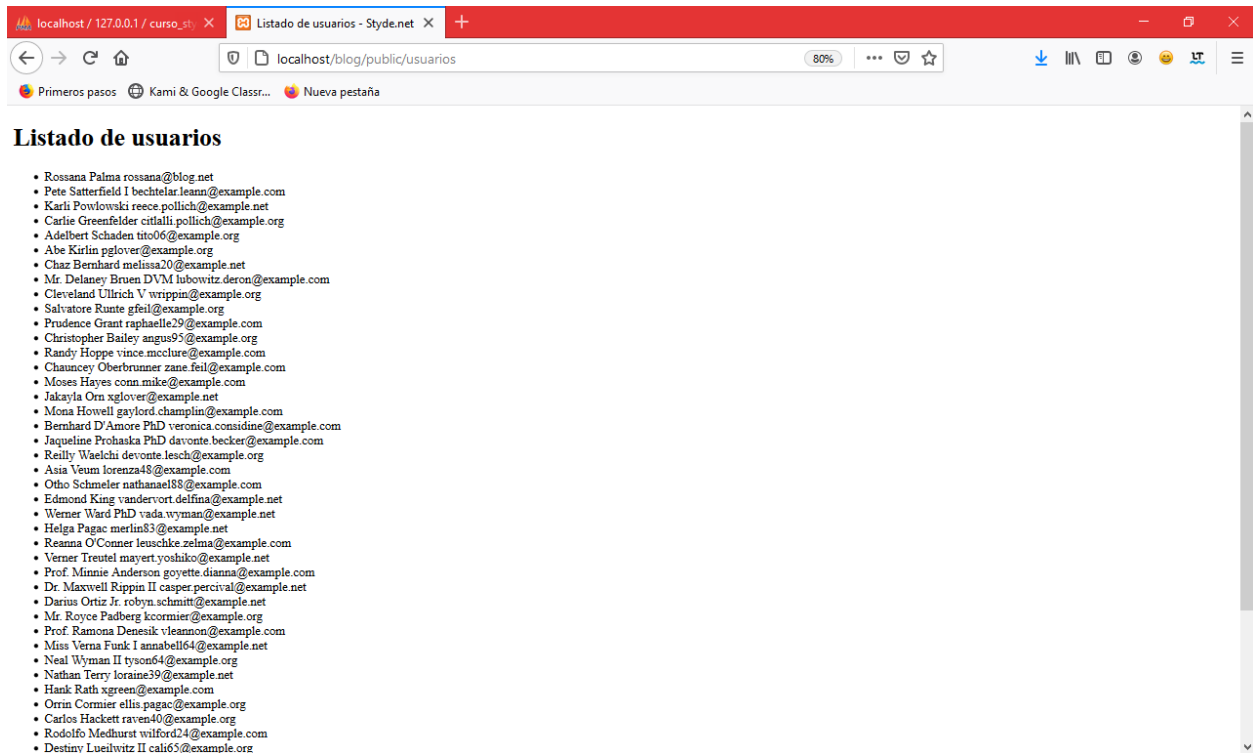 localhost / 127.0.0.1 / curso_sty
Listado de usuarios - Styde.net
localhost/blog/public/usuarios
80%
Primeros pasos
Kami & Google Classr...
Nueva pestaña
Listado de usuarios
• Rossana Palma rossana@blog.net
• Pete Satterfield I bechtelar.leann@example.com
• Karli Powlowski reece.pollich@example.net
• Carlie Greenfelder citlalli.pollich@example.org
• Adelbert Schaden tito06@example.org
• Abe Kirlin pglover@example.org
• Chaz Bernhard melissa20@example.net
• Mr. Delaney Bruen DVM lubowitz.deron@example.com
• Cleveland Ullrich V wrippin@example.org
• Salvatore Runte gfeil@example.org
• Prudence Grant raphaelle29@example.com
• Christopher Bailey angus95@example.org
• Randy Hoppe vince.mcclure@example.com
• Chauncey Oberbrunner zane.feil@example.com
• Moses Hayes conn.mike@example.com
• Jakayla Orn xglover@example.net
• Mona Howell gaylord.champlin@example.com
• Bernhard D'Amore PhD veronica.considine@example.com
• Jaqueline Prohaska PhD davonte.becker@example.com
• Reilly Waelchi devonte.lesch@example.org
• Asia Veum lorenza48@example.com
• Otho Schmeler nathanael88@example.com
• Edmond King vandervort.delfina@example.net
• Werner Ward PhD vada.wyman@example.net
• Helga Pagac merlin83@example.net
• Reanna O'Conner leuschke.zelma@example.com
• Verner Treutel mayert.yoshiko@example.net
• Prof. Minnie Anderson goyette.dianna@example.com
• Dr. Maxwell Rippin II casper.percival@example.net
• Darius Ortiz Jr. robyn.schmitt@example.net
• Mr. Royce Padberg kcormier@example.org
• Prof. Ramona Denesik vleannon@example.com
• Miss Verna Funk I annabell64@example.net
• Neal Wyman II tyson64@example.org
• Nathan Terry loraine39@example.net
• Hank Rath xgreen@example.com
• Orrin Cormier ellis.pagac@example.org
• Carlos Hackett raven40@example.org
• Rodolfo Medhurst wilford24@example.com
• Destiny Lueilwitz II cali65@example.org